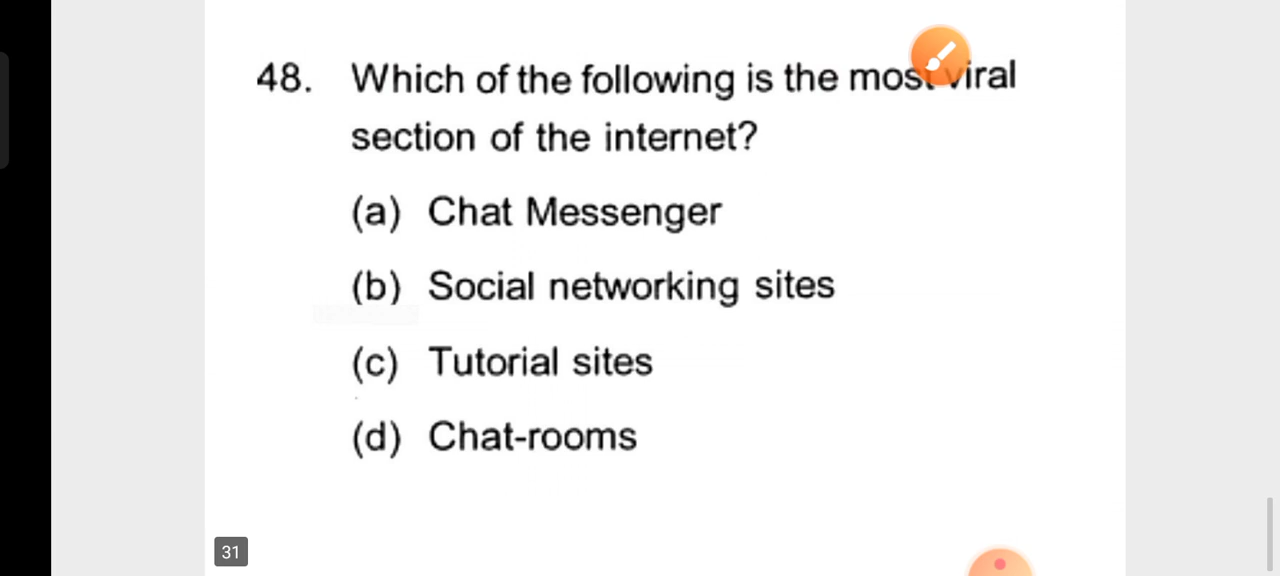 48. Which of the following is the most viral
section of the internet?
(a) Chat Messenger
(b) Social networking sites
(c) Tutorial sites
(d) Chat-rooms
31